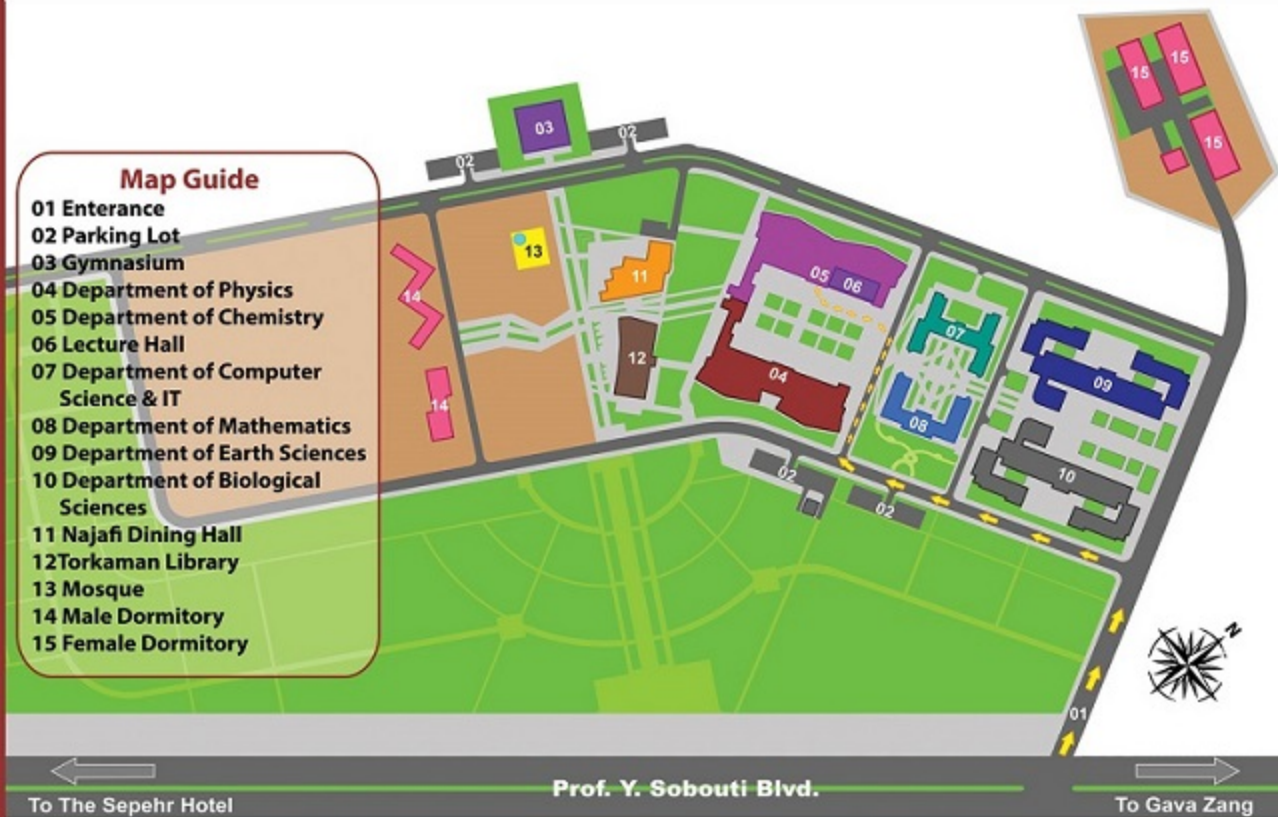 Map Guide
01 Enterance
02 Parking Lot
03 Gymnasium
04 Department of Physics
05 Department of Chemistry
06 Lecture Hall
07 Department of Computer
Science & IT
08 Department of Mathematics
09 Department of Earth Sciences
10 Department of Biological
Sciences
11 Najafi Dining Hall
12Torkaman Library
13 Mosque
14 Male Dormitory
15 Female Dormitory
03
02
02
15
15
15
13
14
11
05
06
07
09
12
04
14
08
10
02
02
N
01
Prof. Y. Sobouti Blvd.
To The Sepehr Hotel
To Gava Zang